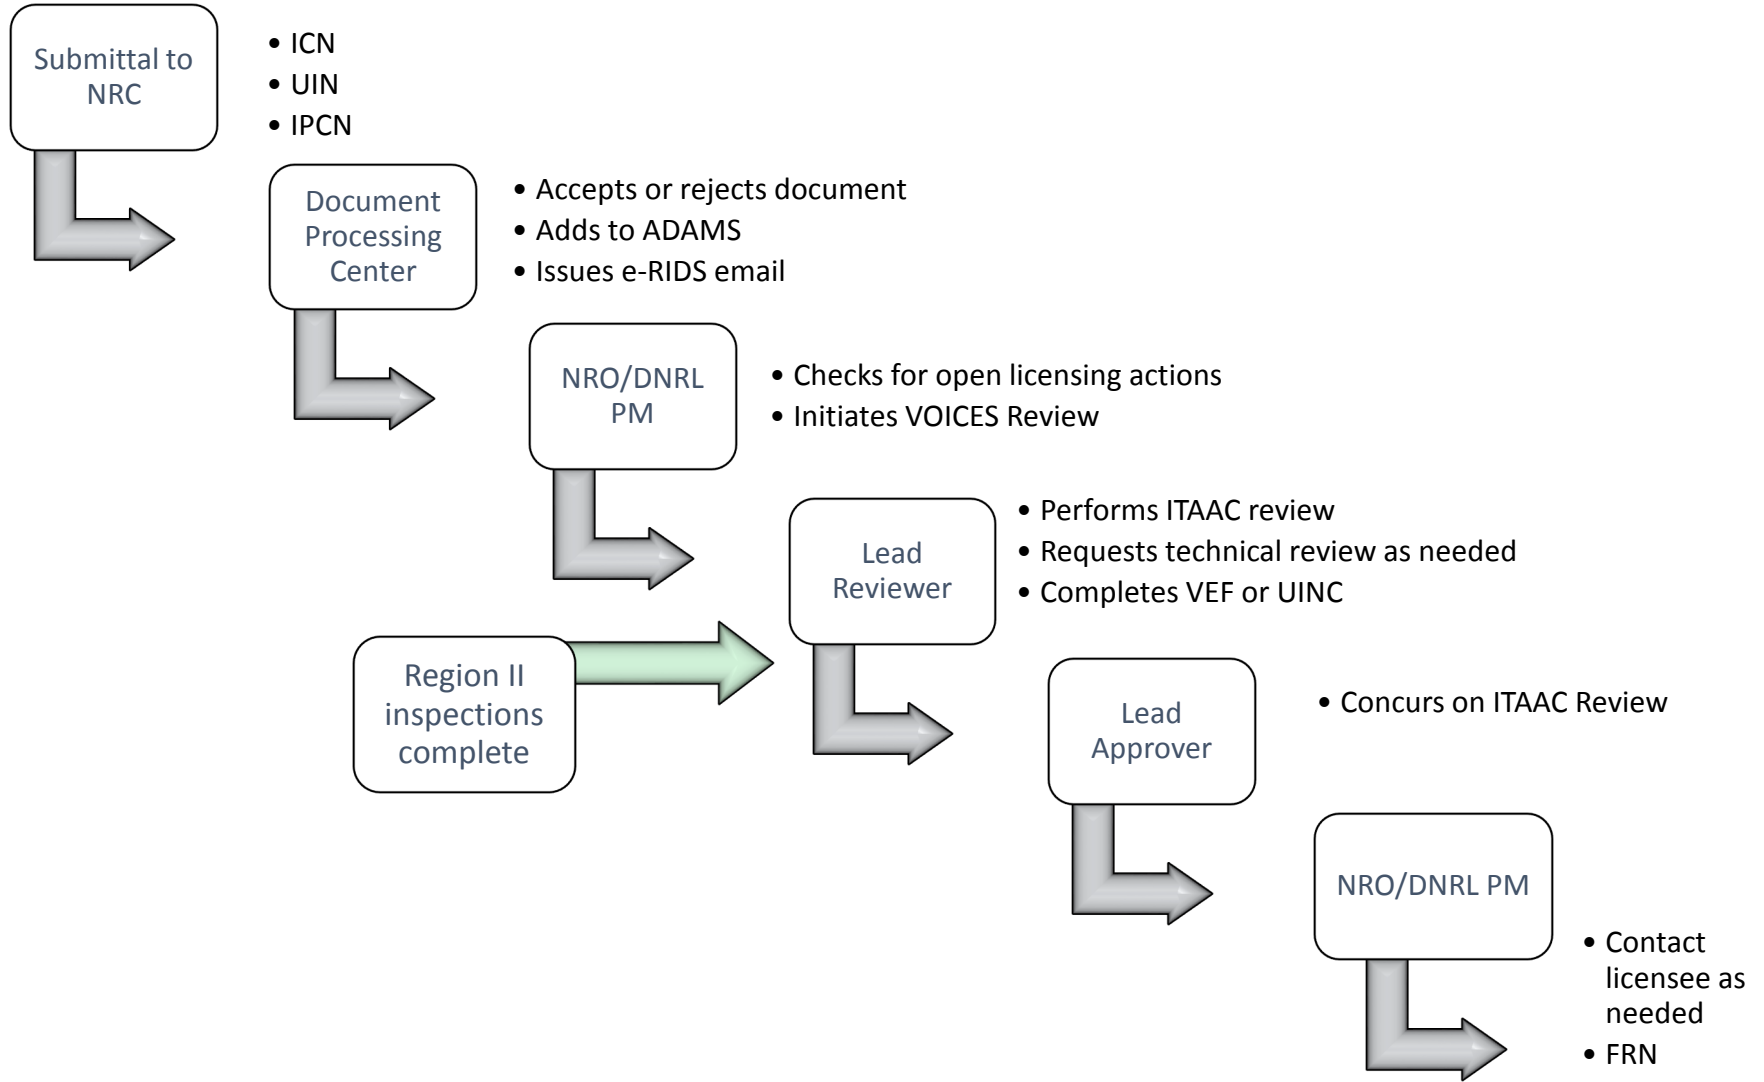 Submittal to
NRC
• ICN
• UIN
• IPCN
Document
Processing
Center
• Accepts or rejects document
• Adds to ADAMS
• Issues e-RIDS email
NRO/DNRL
PM
• Checks for open licensing actions
• Initiates VOICES Review
Lead
Reviewer
• Performs ITAAC review
• Requests technical review as needed
• Completes VEF or UINC
Region II
inspections
complete
Lead
Approver
• Concurs on ITAAC Review
NRO/DNRL PM
• Contact
licensee as
needed
• FRN